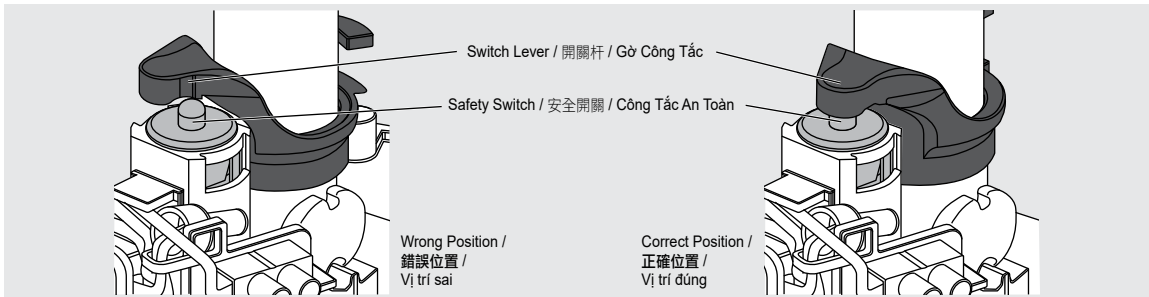 Switch Lever / 開關杆 / Gờ Công Tắc
Safety Switch / 安全開關 / Công Tắc An Toàn
Wrong Position /
錯誤位置 /
Vị trí sai
Correct Position /
正確位置 /
Vị trí đúng